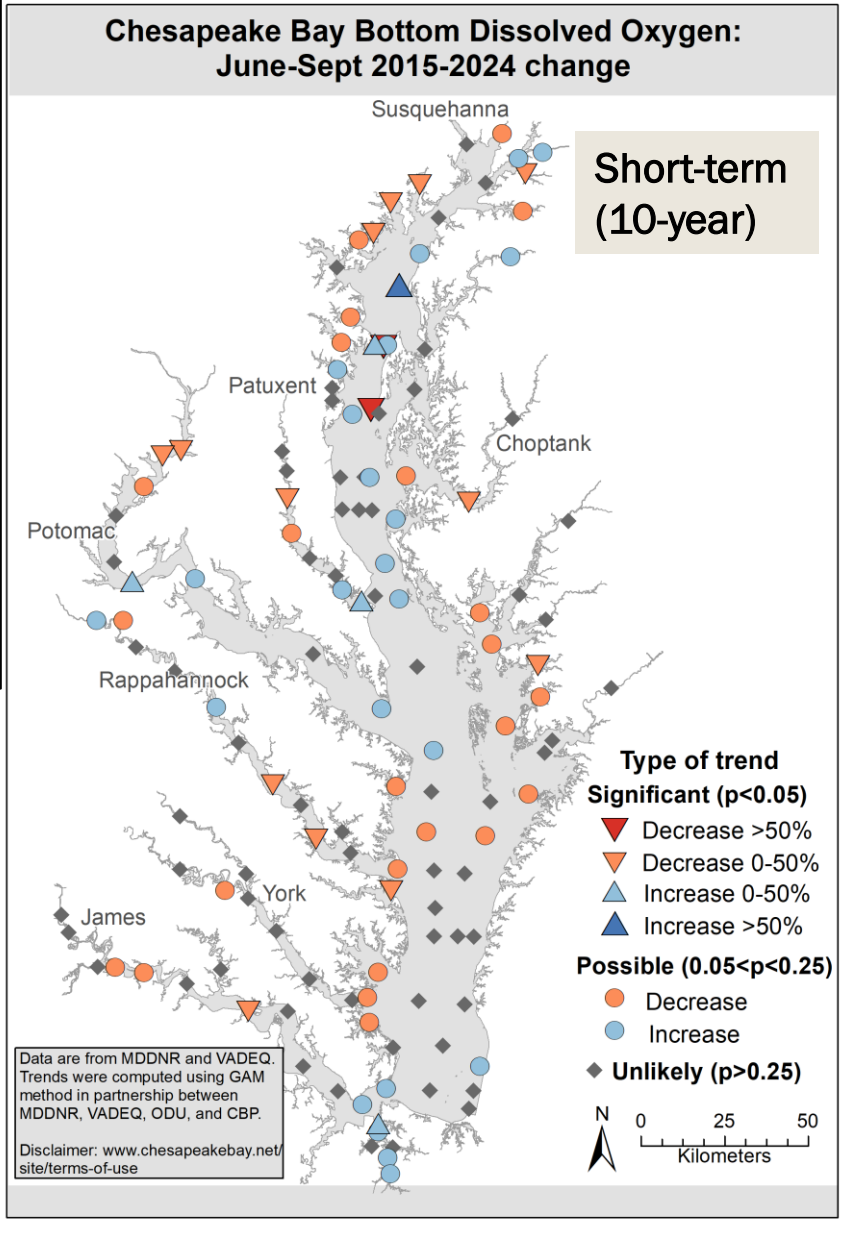 Chesapeake Bay Bottom Dissolved Oxygen:
June-Sept 2015-2024 change
Susquehanna
Short-term
(10-year)
Patuxent
Choptank
Potomac
Rappahannock
York
James
Type of trend
Significant (p<0.05)
Decrease >50%
Decrease 0-50%
Increase 0-50%
Increase >50%
Possible (0.05<p<0.25)
Decrease
Increase
Unlikely (p>0.25)
Data are from MDDNR and VADEQ.
Trends were computed using GAM
method in partnership between
MDDNR, VADEQ, ODU, and CBP.
Disclaimer: www.chesapeakebay.net/
site/terms-of-use
N
0 25 50
Kilometers